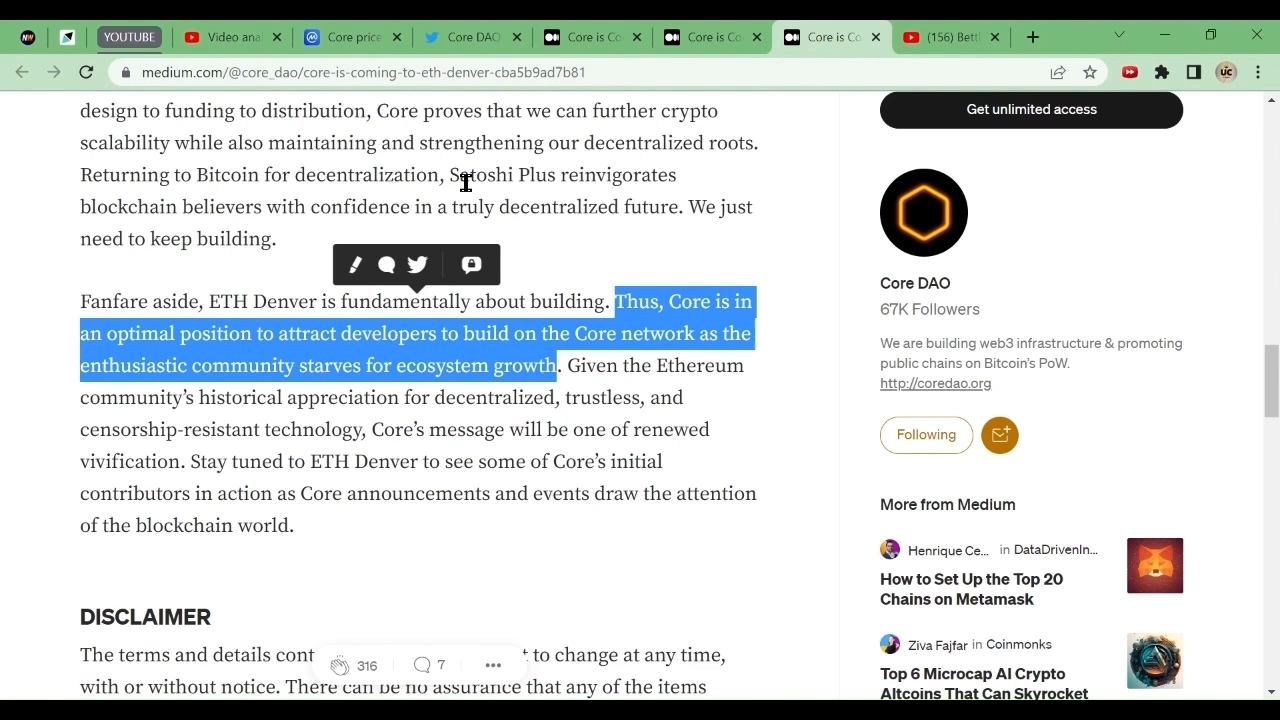 YOUTUBE
Video anal
Core price
Core DAO
Core is Co
Core is Co
Core is Co
(156) Bettl
medium.com/@core_dao/core-is-coming-to-eth-denver-cba5b9ad7b81
UC
design to funding to distribution, Core proves that we can further crypto
scalability while also maintaining and strengthening our decentralized roots.
Returning to Bitcoin for decentralization, Satoshi Plus reinvigorates
blockchain believers with confidence in a truly decentralized future. We just
need to keep building.
Fanfare aside, ETH Denver is fundamentally about building. Thus, Core is in
an optimal position to attract developers to build on the Core network as the
enthusiastic community starves for ecosystem growth. Given the Ethereum
community’s historical appreciation for decentralized, trustless, and
censorship-resistant technology, Core’s message will be one of renewed
vivification. Stay tuned to ETH Denver to see some of Core’s initial
contributors in action as Core announcements and events draw the attention
of the blockchain world.
DISCLAIMER
The terms and details cont t to change at any time,
316
7
with or without notice. There can be no assurance that any of the items
Get unlimited access
Core DAO
67K Followers
We are building web3 infrastructure & promoting
public chains on Bitcoin’s PoW.
http://coredao.org
Following
More from Medium
Henrique Ce... in DataDrivenIn...
How to Set Up the Top 20
Chains on Metamask
Ziva Fajfar in Coinmonks
Top 6 Microcap AI Crypto
Altcoins That Can Skyrocket